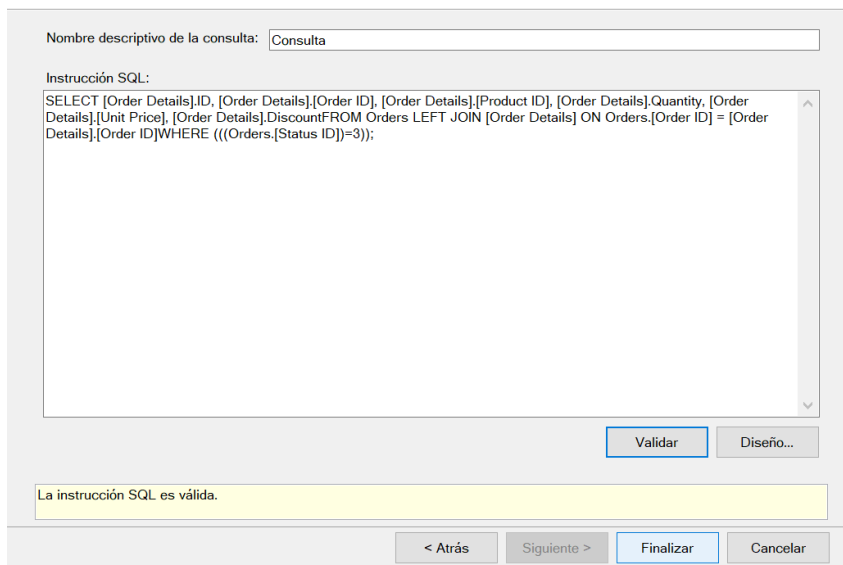 Nombre descriptivo de la consulta: Consulta
Instrucción SQL:
SELECT [Order Details].ID, [Order Details].[Order ID], [Order Details].[Product ID], [Order Details].Quantity, [Order
Details].[Unit Price], [Order Details].DiscountFROM Orders LEFT JOIN [Order Details] ON Orders.[Order ID] = [Order
Details].[Order ID]WHERE (((Orders.[Status ID])=3));
Validar Diseño...
La instrucción SQL es válida.
< Atrás Siguiente > Finalizar Cancelar